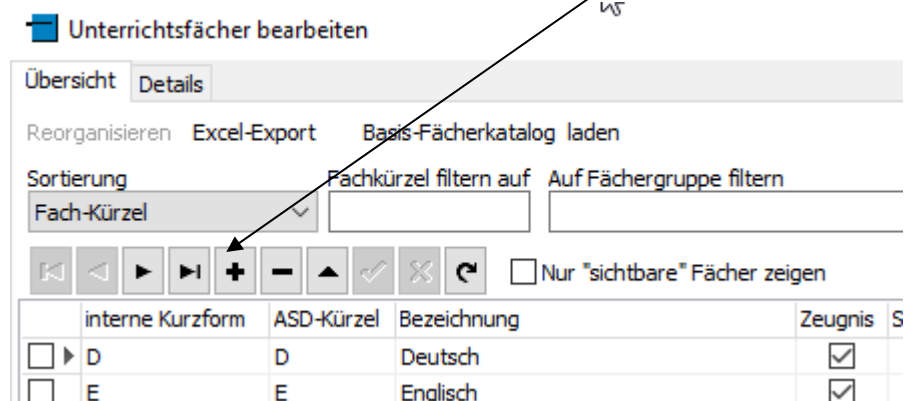 Unterrichtsfächer bearbeiten
Übersicht Details
Reorganisieren Excel-Export Basis-Fächerkatalog laden
Sortierung Fachkürzel filtern auf Auf Fächergruppe filtern
Fach-Kürzel
Nur "sichtbare" Fächer zeigen
interne Kurzform ASD-Kürzel Bezeichnung Zeugnis S
D D Deutsch
E E Englisch